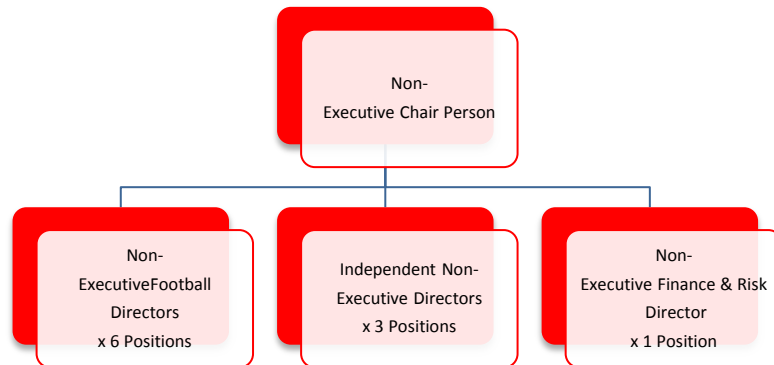 Non-
Executive Chair Person
Non-
ExecutiveFootball
Directors
x 6 Positions
Independent Non-
Executive Directors
x 3 Positions
Non-
Executive Finance & Risk
Director
x 1 Position